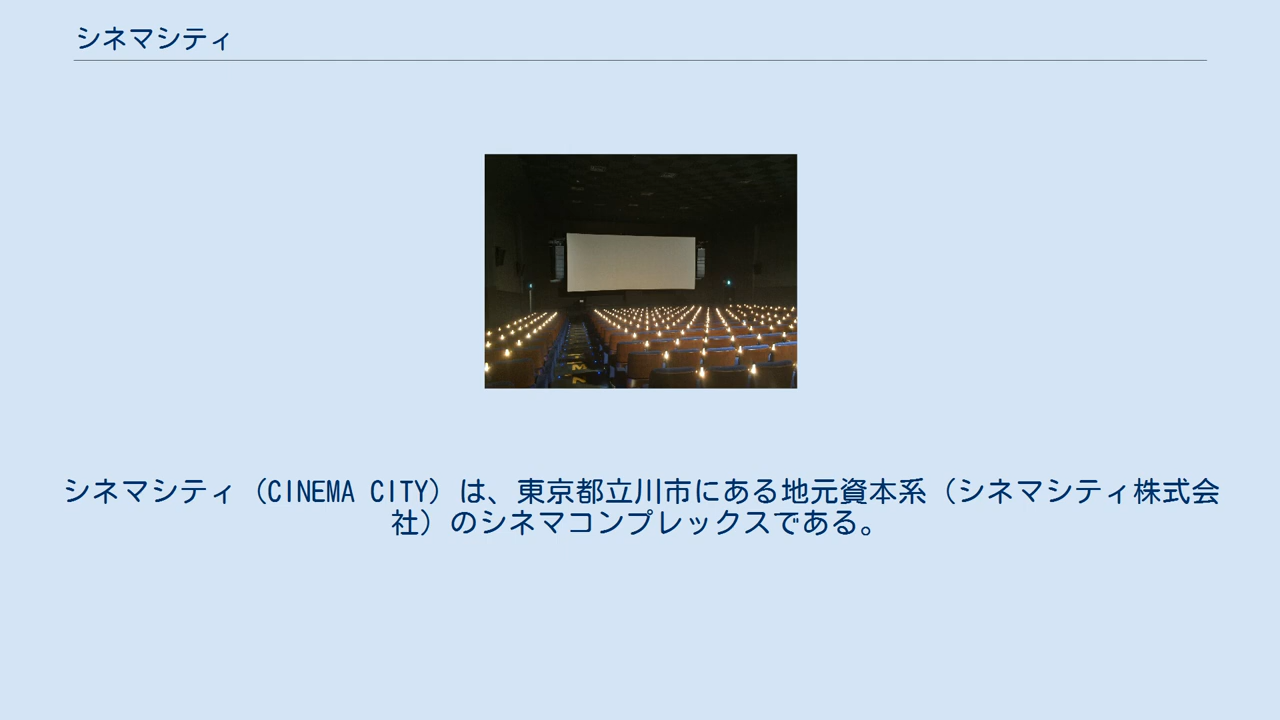 シネマシティ
シネマシティ（CINEMA CITY）は、東京都立川市にある地元資本系（シネマシティ株式会
社）のシネマコンプレックスである。